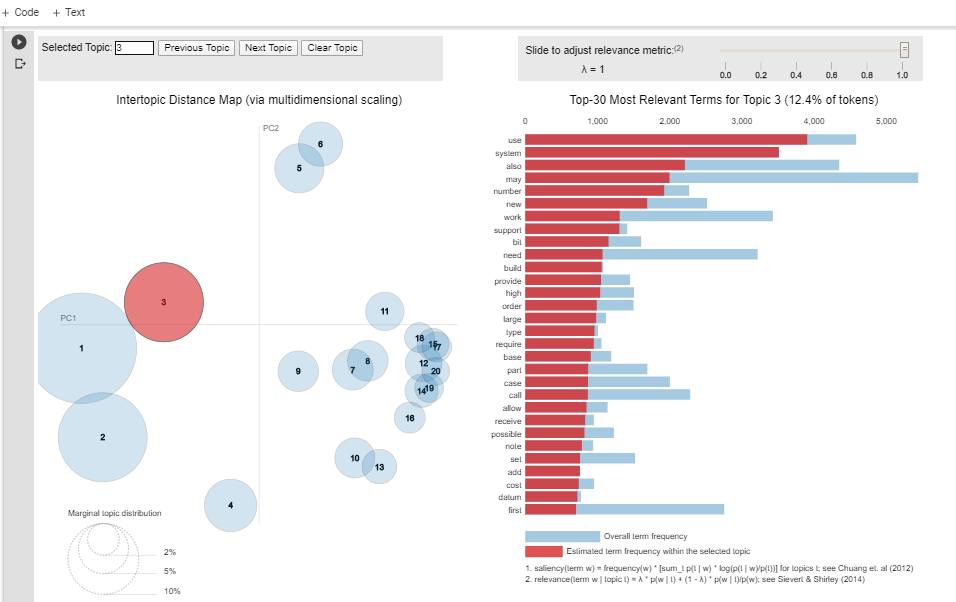 + Code + Text
Selected Topic: 3 Previous Topic Next Topic Clear Topic
Slide to adjust relevance metric:(2)
λ = 1
0.0 0.2 0.4 0.6 0.8 1.0
Intertopic Distance Map (via multidimensional scaling)
PC2
PC1
6
5
3
11
1
18
15
17
8
12
7
20
9
19
14
16
2
10
13
4
Marginal topic distribution
2%
5%
10%
Top-30 Most Relevant Terms for Topic 3 (12.4% of tokens)
0 1,000 2,000 3,000 4,000 5,000
use
system
also
may
number
new
work
support
bit
need
build
provide
high
order
large
type
require
base
part
case
call
allow
receive
possible
note
set
add
cost
datum
first
Overall term frequency
Estimated term frequency within the selected topic
1. saliency(term w) = frequency(w) * [sum_t p(t | w) * log(p(t | w)/p(t))] for topics t; see Chuang et. al (2012)
2. relevance(term w | topic t) = λ * p(w | t) + (1 - λ) * p(w | t)/p(w); see Sievert & Shirley (2014)